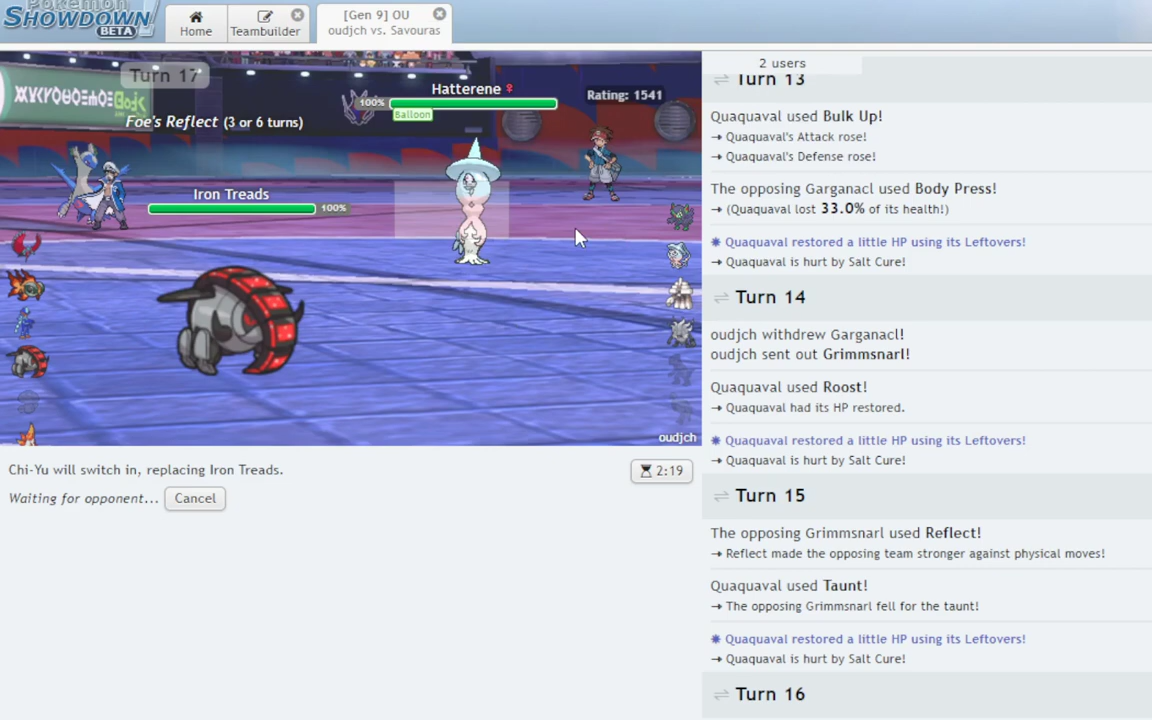 Pokémon
SHOWDOWN
BETA
Home
Teambuilder
[Gen 9] OU
oudjch vs. Savouras
Turn 17
Foe's Reflect (3 or 6 turns)
Hatterene ♀
100%
Balloon
Rating: 1541
Iron Treads
100%
oudjch
Chi-Yu will switch in, replacing Iron Treads.
2:19
Waiting for opponent... Cancel
2 users
Turn 13
Quaquaval used Bulk Up!
Quaquaval's Attack rose!
Quaquaval's Defense rose!
The opposing Garganacl used Body Press!
(Quaquaval lost 33.0% of its health!)
Quaquaval restored a little HP using its Leftovers!
Quaquaval is hurt by Salt Cure!
Turn 14
oudjch withdrew Garganacl!
oudjch sent out Grimmsnarl!
Quaquaval used Roost!
Quaquaval had its HP restored.
Quaquaval restored a little HP using its Leftovers!
Quaquaval is hurt by Salt Cure!
Turn 15
The opposing Grimmsnarl used Reflect!
Reflect made the opposing team stronger against physical moves!
Quaquaval used Taunt!
The opposing Grimmsnarl fell for the taunt!
Quaquaval restored a little HP using its Leftovers!
Quaquaval is hurt by Salt Cure!
Turn 16